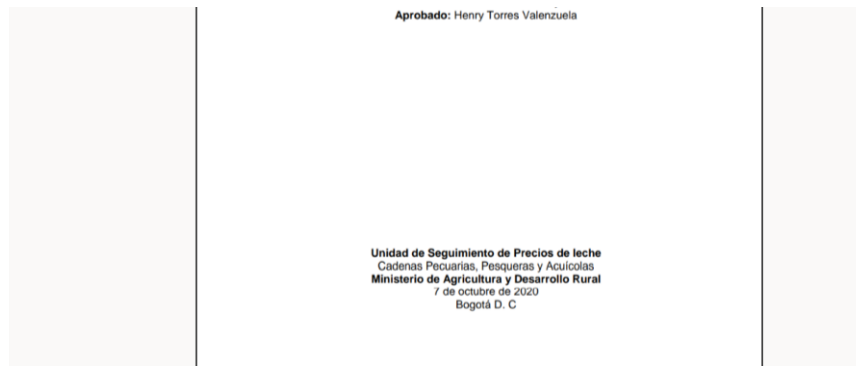 Aprobado: Henry Torres Valenzuela
Unidad de Seguimiento de Precios de leche
Cadenas Pecuarias, Pesqueras y Acuícolas
Ministerio de Agricultura y Desarrollo Rural
7 de octubre de 2020
Bogotá D. C